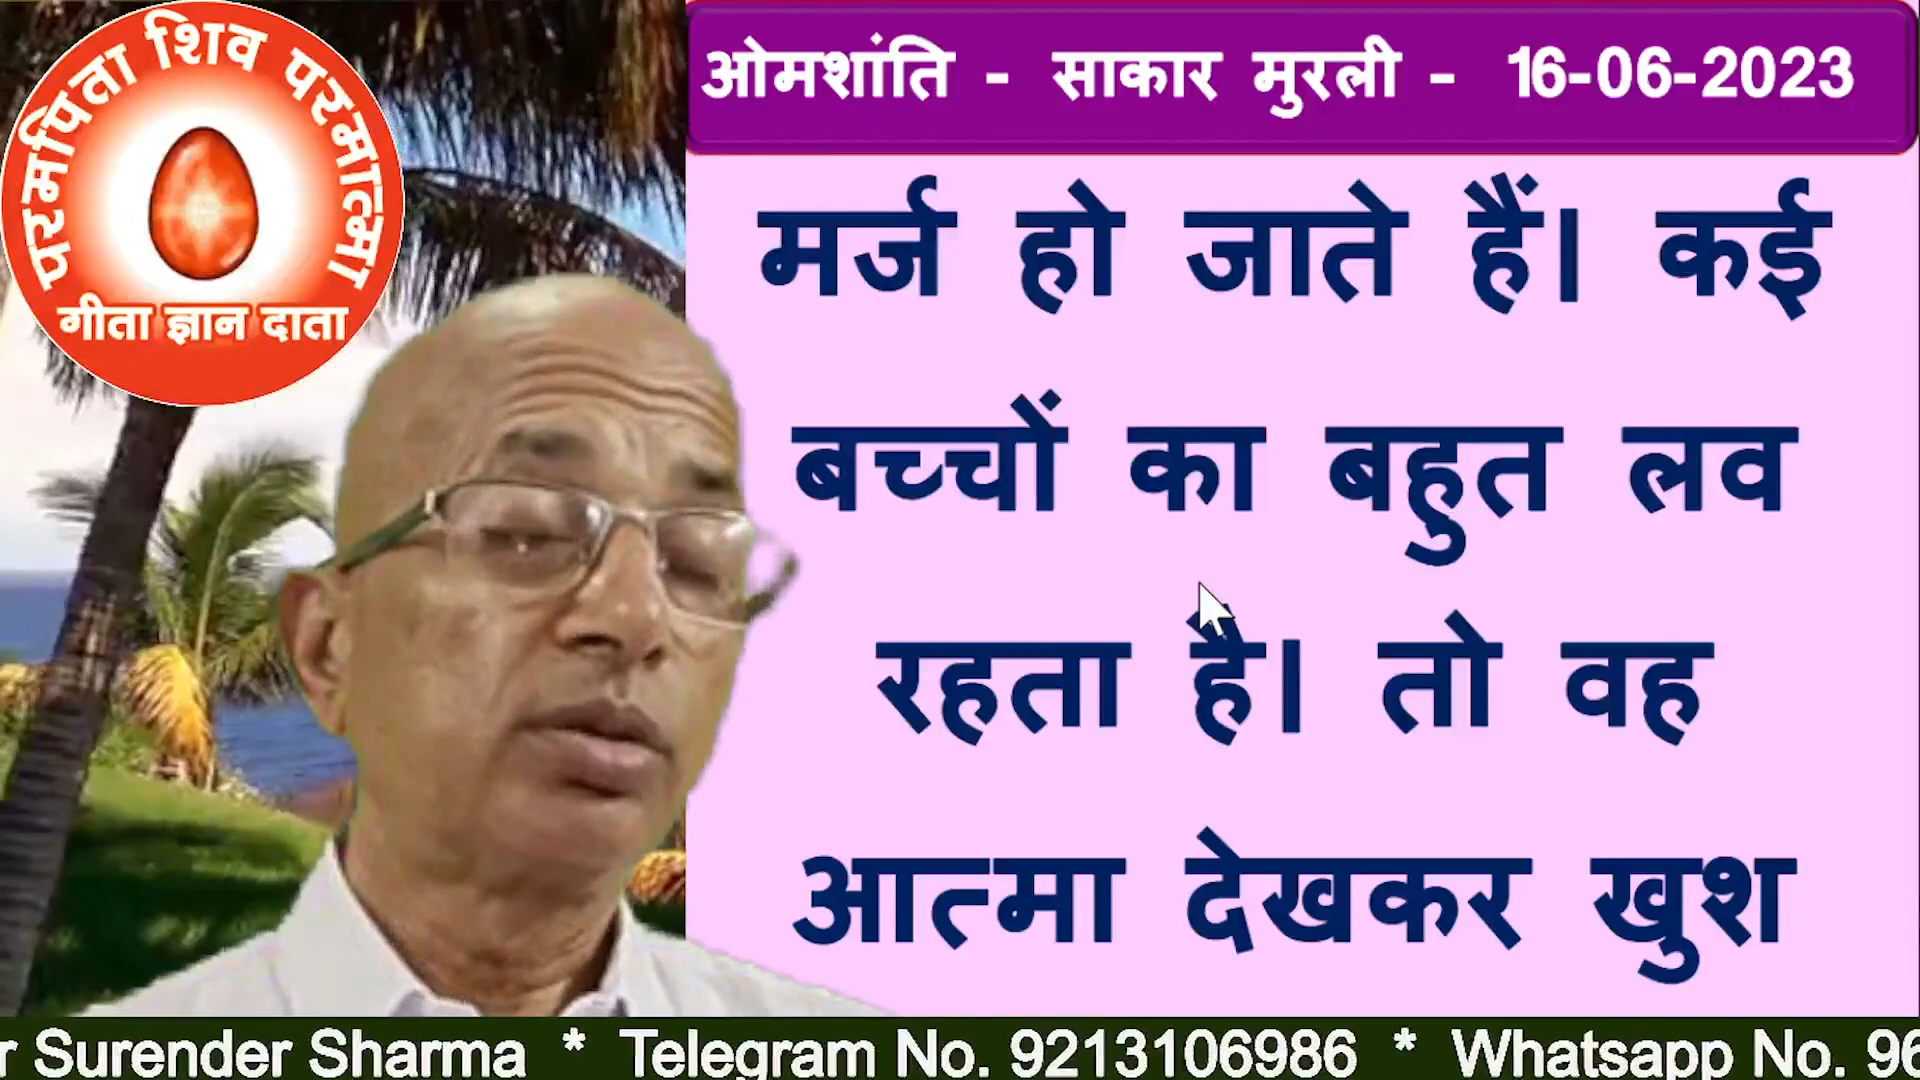 परमपिता शिव परमात्मा
गीता ज्ञान दाता
ओमशांति - साकार मुरली - 16-06-2023
मर्ज हो जाते हैं। कई
बच्चों का बहुत लव
रहता है। तो वह
आत्मा देखकर खुश
r Surender Sharma * Telegram No. 9213106986 * Whatsapp No. 96